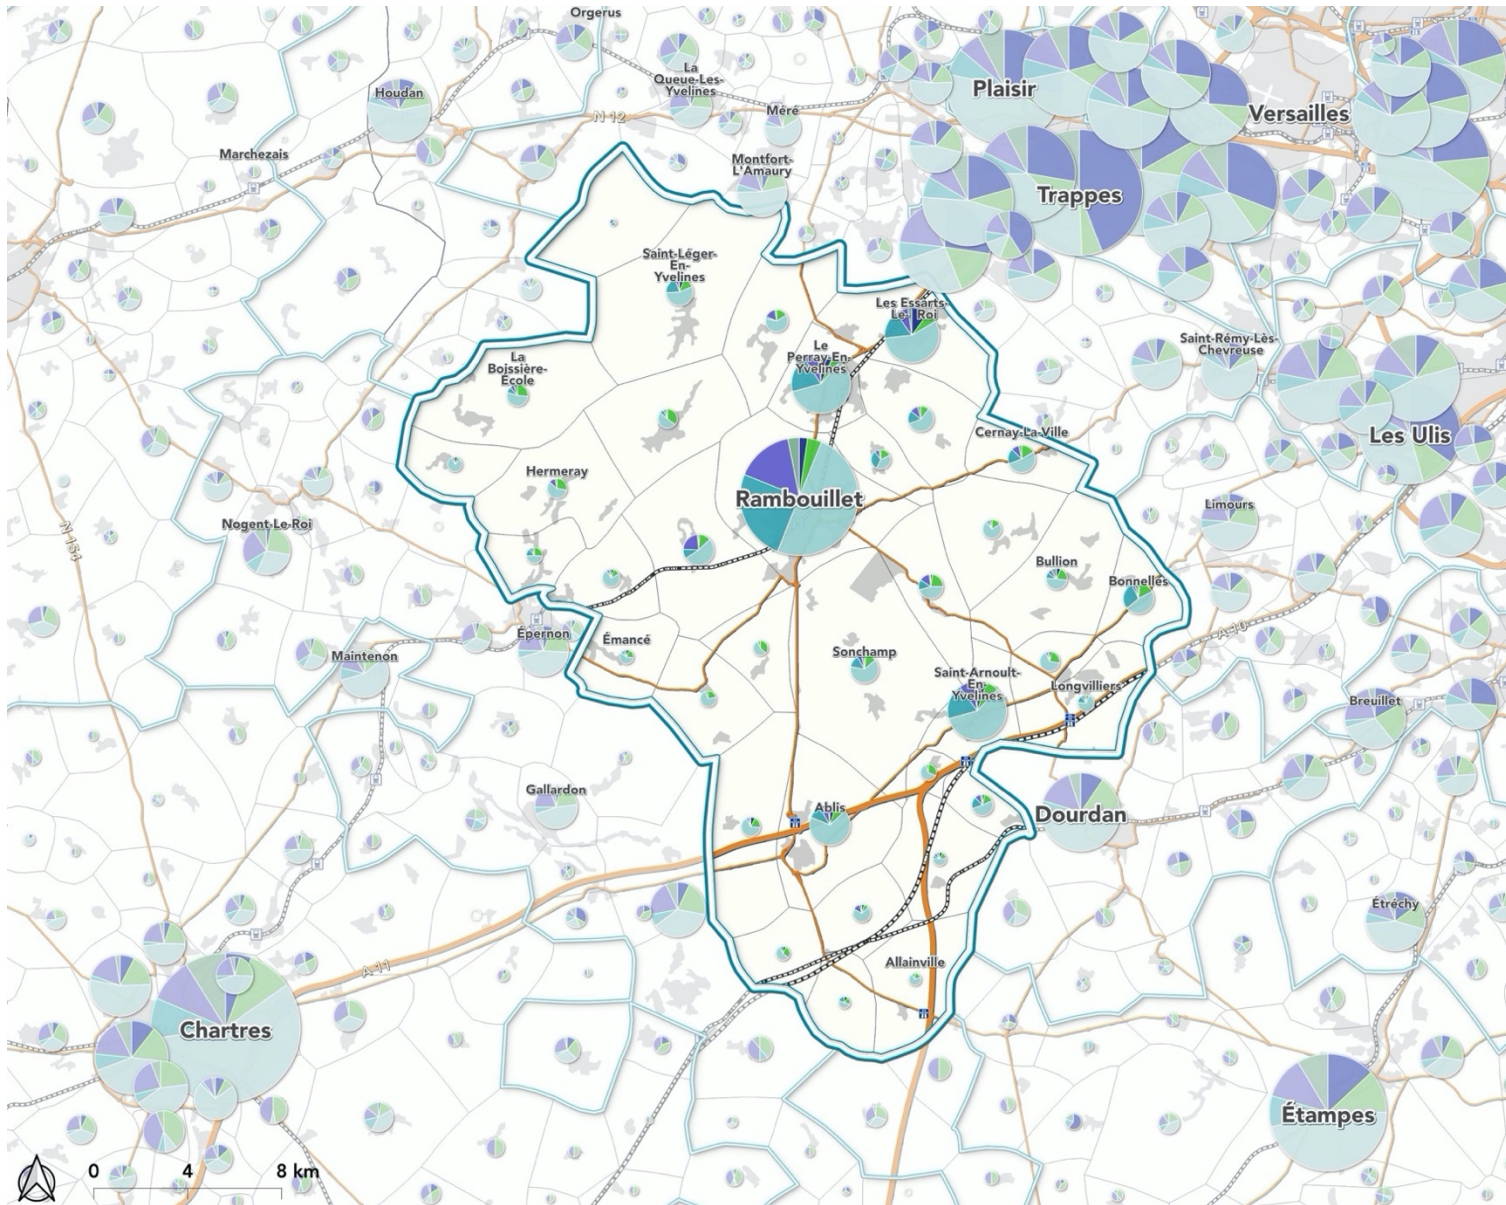 Orgerus
La
Queue-Les-
Yvelines
Houdan
Plaisir
Versailles
N 12
Méré
Marchezais
Montfort-
L'Amaury
Trappes
Saint-Léger-
En-
Yvelines
Les Essarts-
Le-Roi
Saint-Rémy-Lès-
Chevreuse
Le
Perray-En-
Yvelines
La
Boissière-
École
Les Ulis
Cernay-La-Ville
Hermeray
Rambouillet
Limours
Nogent-Le-Roi
N 154
Bullion
Bonnelles
A 10
Épernon
Émancé
Maintenon
Sonchamp
Saint-Arnoult-
En-
Yvelines
Longvilliers
Breuillet
Gallardon
Ablis
Dourdan
Étréchy
Allainville
A 11
Chartres
Étampes
0 4 8 km